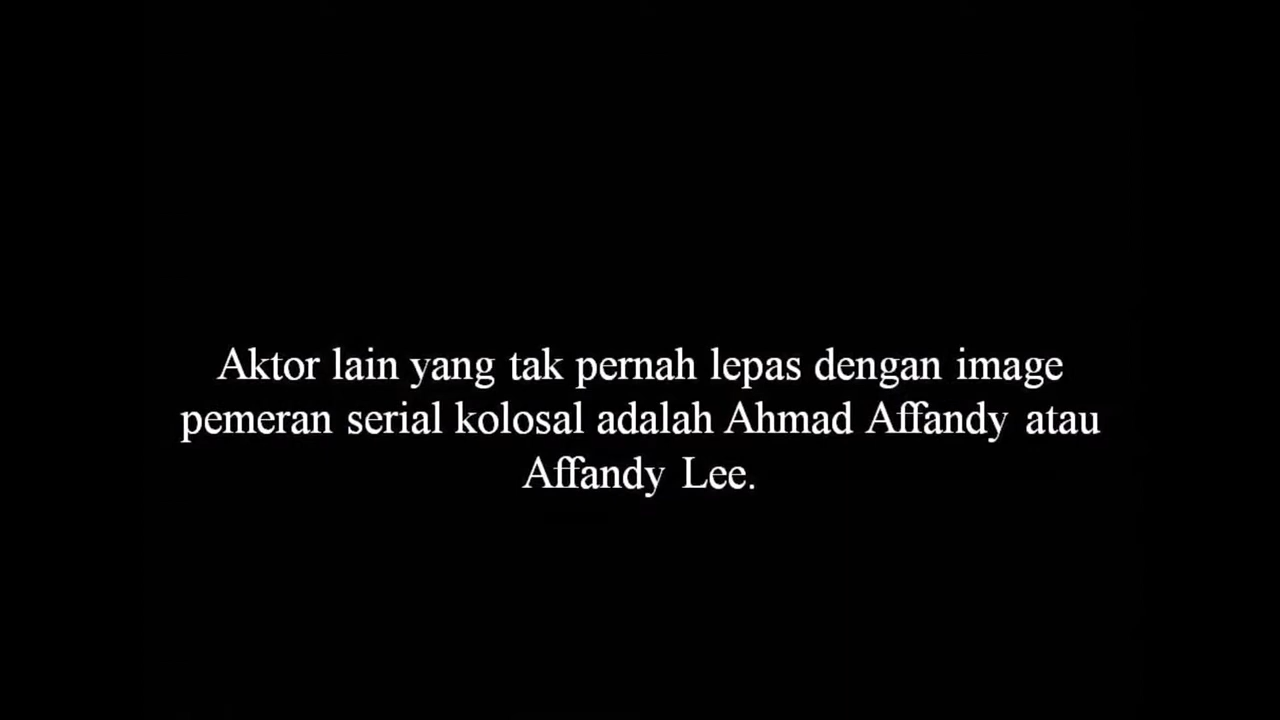 Aktor lain yang tak pernah lepas dengan image
pemeran serial kolosal adalah Ahmad Affandy atau
Affandy Lee.